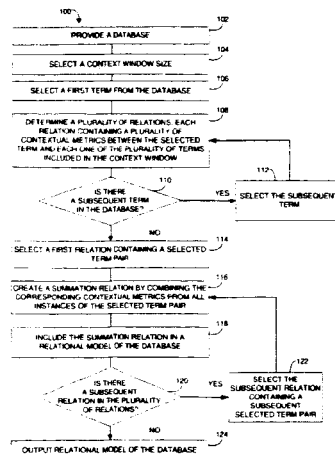 100
102
PROVIDE A DATABASE
104
SELECT A CONTEXT WINDOW SIZE
106
SELECT A FIRST TERM FROM THE DATABASE
108
DETERMINE A PLURALITY OF RELATIONS, EACH
RELATION CONTAINING A PLURALITY OF
CONTEXTUAL METRICS BETWEEN THE SELECTED
TERM AND EACH ONE OF THE PLURALITY OF TERMS
INCLUDED IN THE CONTEXT WINDOW
110
IS THERE
A SUBSEQUENT TERM
IN THE DATABASE?
YES
112
SELECT THE SUBSEQUENT
TERM
NO
114
SELECT A FIRST RELATION CONTAINING A SELECTED
TERM PAIR
116
CREATE A SUMMATION RELATION BY COMBINING THE
CORRESPONDING CONTEXTUAL METRICS FROM ALL
INSTANCES OF THE SELECTED TERM PAIR
118
INCLUDE THE SUMMATION RELATION IN A
RELATIONAL MODEL OF THE DATABASE
120
IS THERE
A SUBSEQUENT
RELATION IN THE PLURALITY
OF RELATIONS?
YES
122
SELECT THE
SUBSEQUENT RELATION
CONTAINING A
SUBSEQUENT
SELECTED TERM PAIR
NO
124
OUTPUT RELATIONAL MODEL OF THE DATABASE